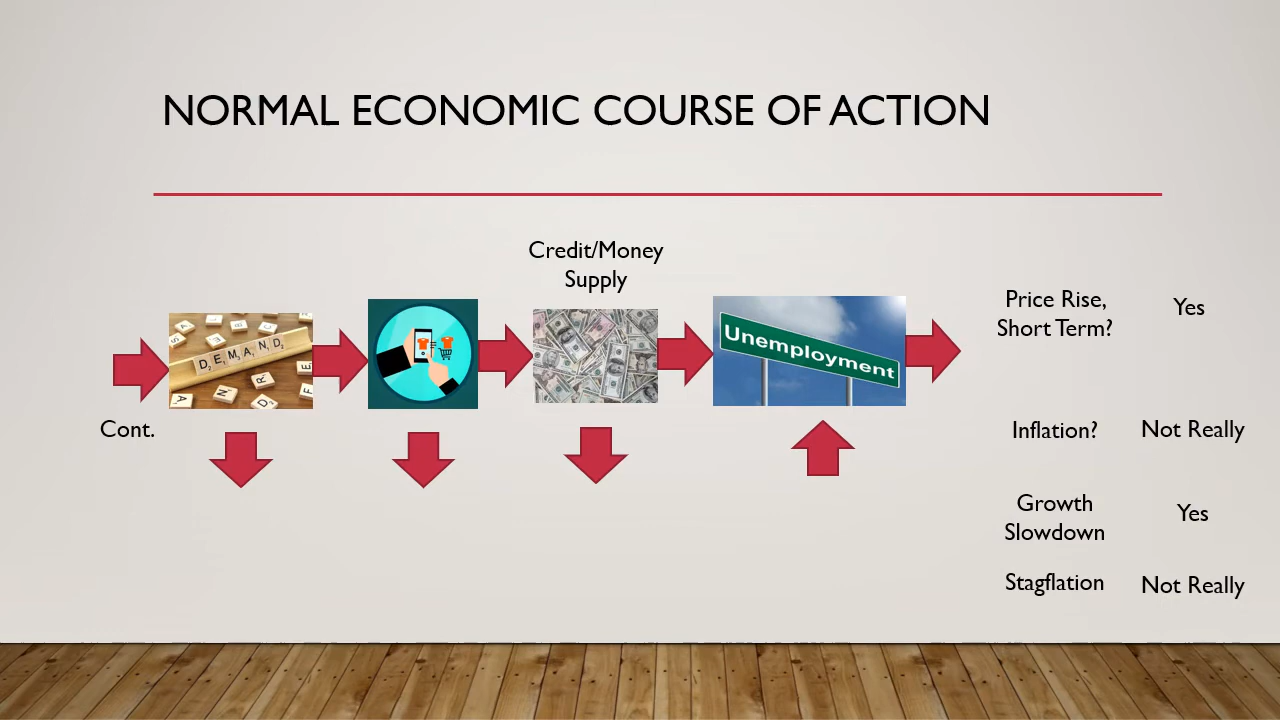 NORMAL ECONOMIC COURSE OF ACTION
Credit/Money
Supply
DEMAND
Unemployment
Cont.
Price Rise,
Short Term?
Yes
Inflation?
Not Really
Growth
Slowdown
Yes
Stagflation
Not Really